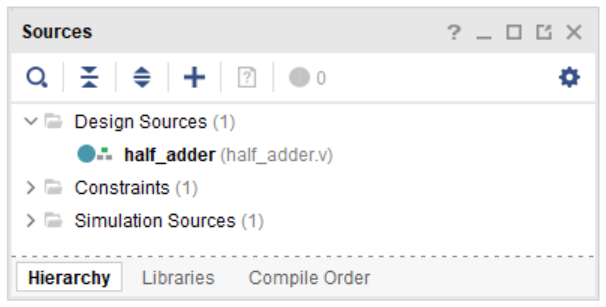 Sources
0
Design Sources (1)
half_adder (half_adder.v)
Constraints (1)
Simulation Sources (1)
Hierarchy Libraries Compile Order